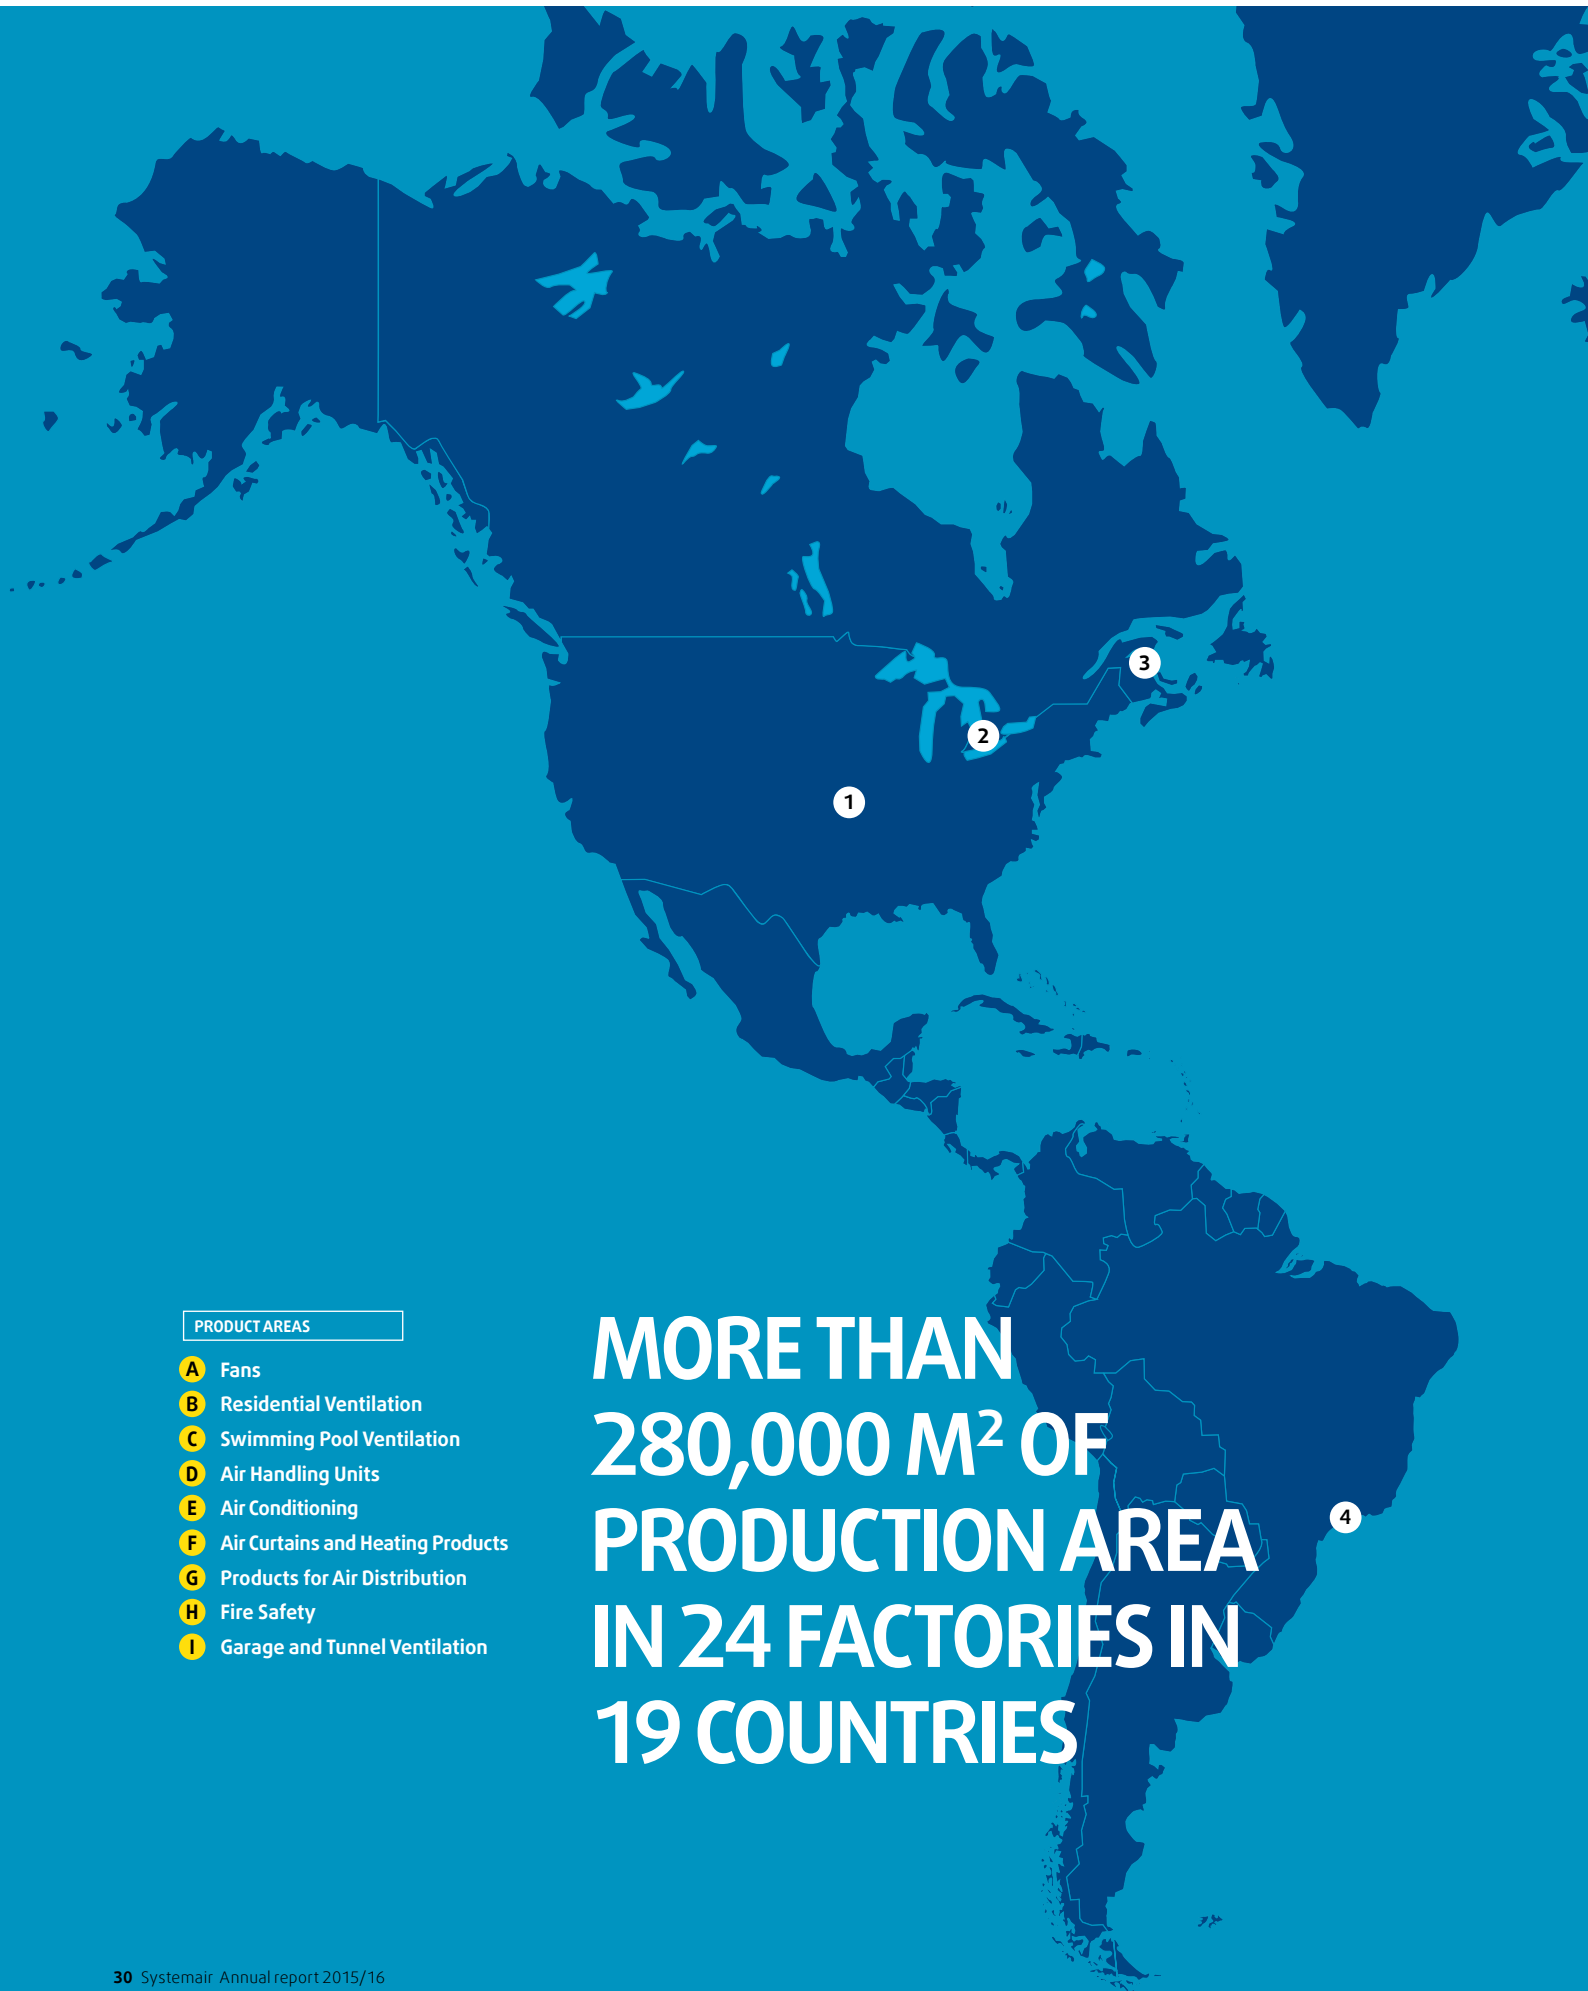 3
2
1
PRODUCT AREAS
A Fans
B Residential Ventilation
C Swimming Pool Ventilation
D Air Handling Units
E Air Conditioning
F Air Curtains and Heating Products
G Products for Air Distribution
H Fire Safety
I Garage and Tunnel Ventilation
MORE THAN
280,000 M² OF
PRODUCTION AREA
IN 24 FACTORIES IN
19 COUNTRIES
4
30 Systemair Annual report 2015/16